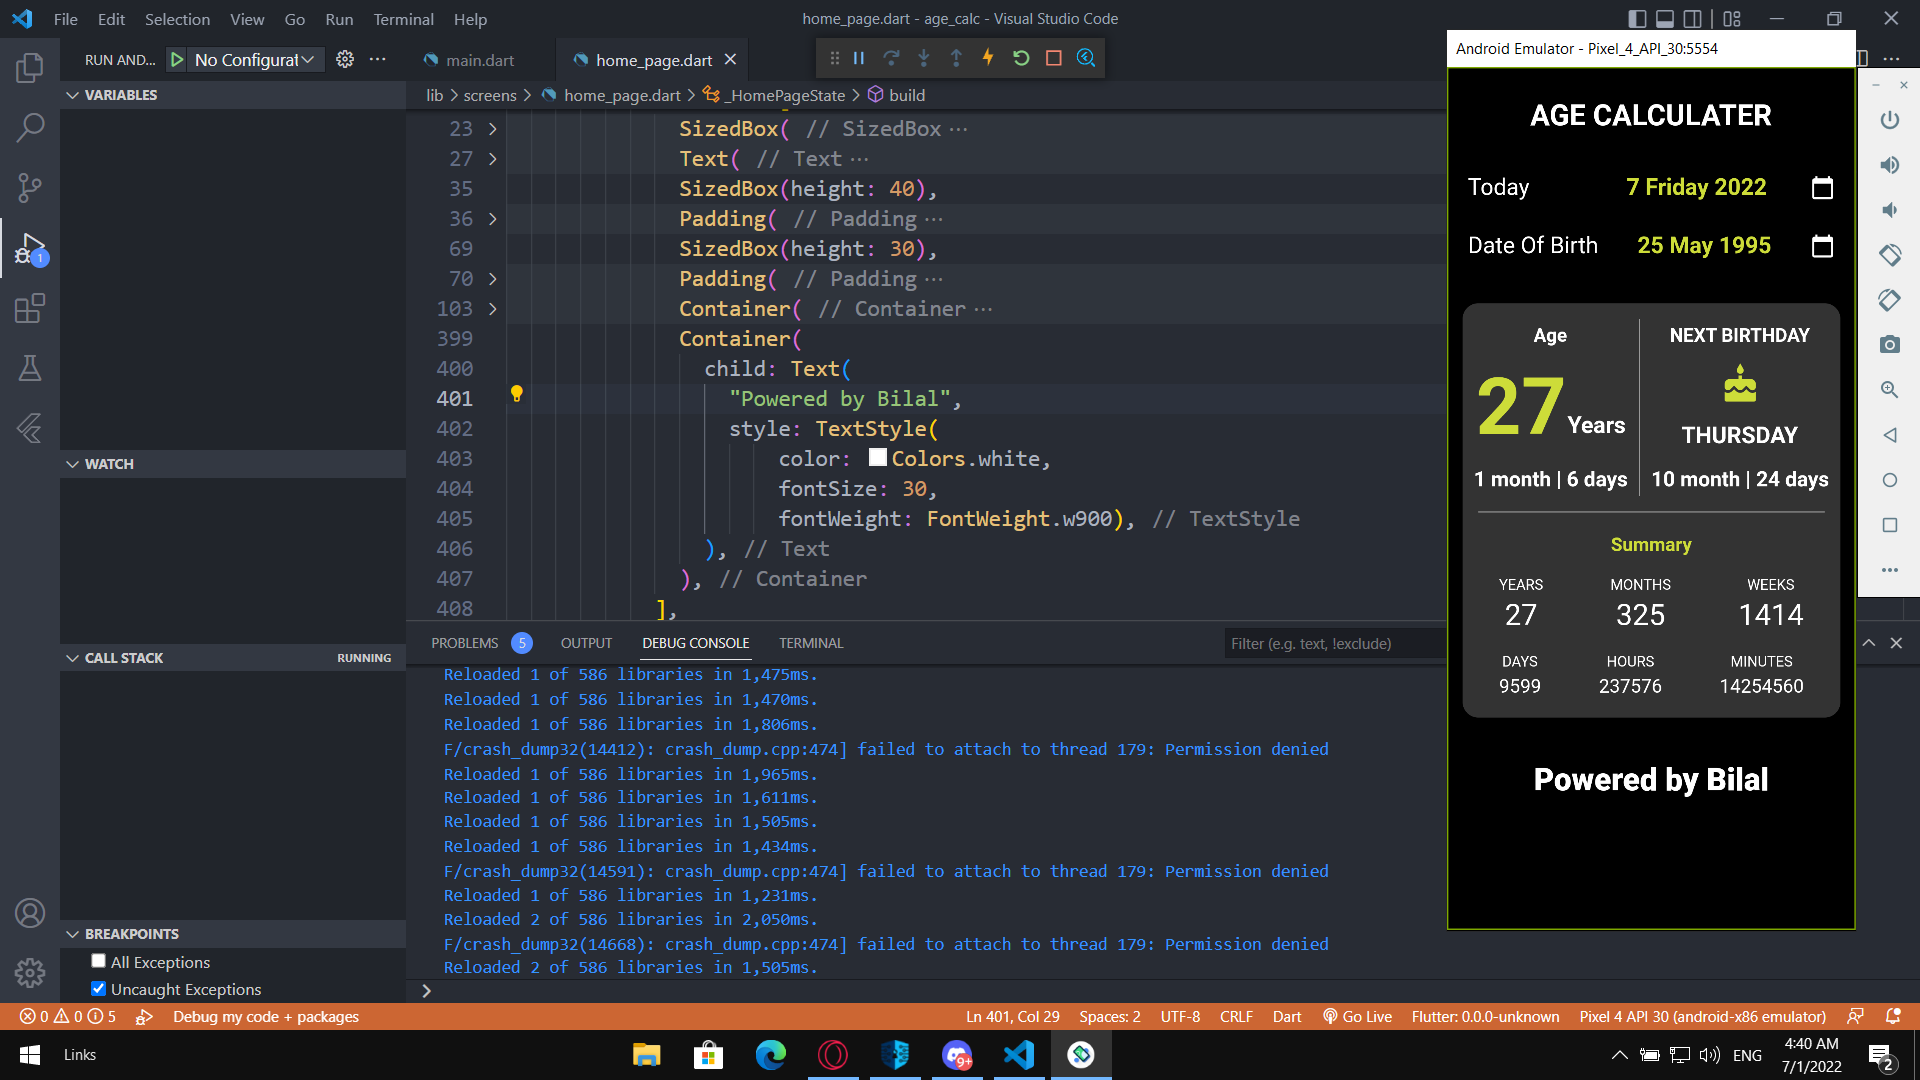 File Edit Selection View Go Run Terminal Help
home_page.dart - age_calc - Visual Studio Code
RUN AND...
No Configurat
main.dart
home_page.dart
lib > screens > home_page.dart > _HomePageState > build
VARIABLES
WATCH
CALL STACK
RUNNING
BREAKPOINTS
All Exceptions
Uncaught Exceptions
1
23 SizedBox( // SizedBox ...
27 Text( // Text ...
35 SizedBox(height: 40),
36 Padding( // Padding ...
69 SizedBox(height: 30),
70 Padding( // Padding ...
103 Container( // Container ...
399 Container(
400 child: Text(
401 "Powered by Bilal",
402 style: TextStyle(
403 color: Colors.white,
404 fontSize: 30,
405 fontWeight: FontWeight.w900), // TextStyle
406 ), // Text
407 ), // Container
408 ],
PROBLEMS 5 OUTPUT DEBUG CONSOLE TERMINAL
Filter (e.g. text, !exclude)
Reloaded 1 of 586 libraries in 1,475ms.
Reloaded 1 of 586 libraries in 1,470ms.
Reloaded 1 of 586 libraries in 1,806ms.
F/crash_dump32(14412): crash_dump.cpp:474] failed to attach to thread 179: Permission denied
Reloaded 1 of 586 libraries in 1,965ms.
Reloaded 1 of 586 libraries in 1,611ms.
Reloaded 1 of 586 libraries in 1,505ms.
Reloaded 1 of 586 libraries in 1,434ms.
F/crash_dump32(14591): crash_dump.cpp:474] failed to attach to thread 179: Permission denied
Reloaded 1 of 586 libraries in 1,231ms.
Reloaded 2 of 586 libraries in 2,050ms.
F/crash_dump32(14668): crash_dump.cpp:474] failed to attach to thread 179: Permission denied
Reloaded 2 of 586 libraries in 1,505ms.
Android Emulator - Pixel_4_API_30:5554
AGE CALCULATER
Today 7 Friday 2022
Date Of Birth 25 May 1995
Age
27 Years
1 month | 6 days
NEXT BIRTHDAY
THURSDAY
10 month | 24 days
Summary
YEARS MONTHS WEEKS
27 325 1414
DAYS HOURS MINUTES
9599 237576 14254560
Powered by Bilal
0 0 5 Debug my code + packages
Ln 401, Col 29 Spaces: 2 UTF-8 CRLF Dart Go Live Flutter: 0.0.0-unknown Pixel 4 API 30 (android-x86 emulator)
Links
9+
ENG
4:40 AM
7/1/2022
2